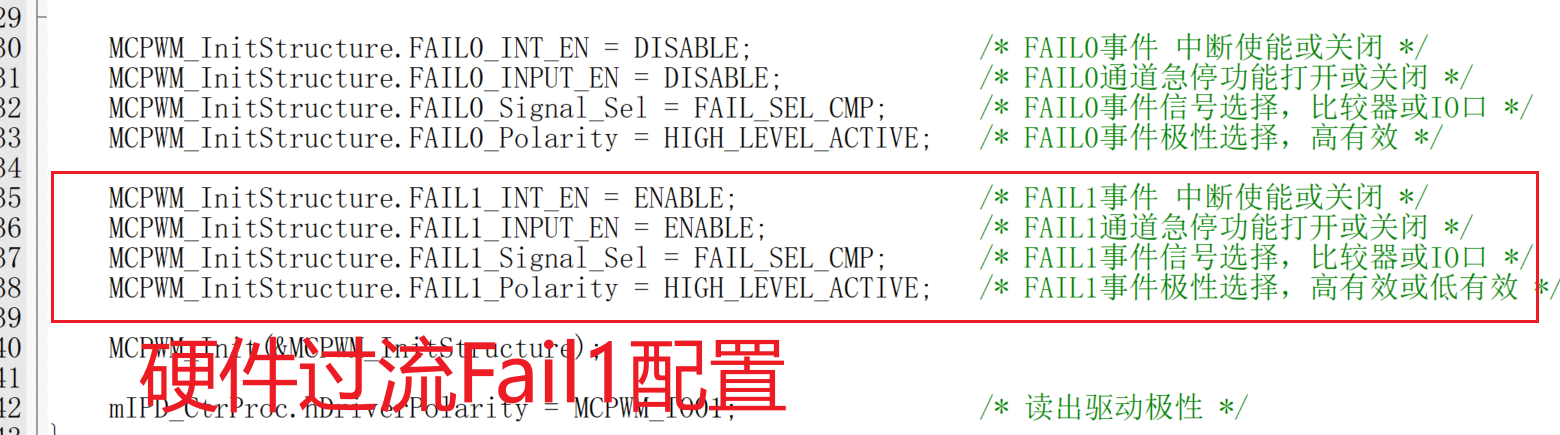 29
30 MCPWM_InitStructure.FAIL0_INT_EN = DISABLE; /* FAIL0事件 中断使能或关闭 */
31 MCPWM_InitStructure.FAIL0_INPUT_EN = DISABLE; /* FAIL0通道急停功能打开或关闭 */
32 MCPWM_InitStructure.FAIL0_Signal_Sel = FAIL_SEL_CMP; /* FAIL0事件信号选择，比较器或IO口 */
33 MCPWM_InitStructure.FAIL0_Polarity = HIGH_LEVEL_ACTIVE; /* FAIL0事件极性选择，高有效 */
34
35 MCPWM_InitStructure.FAIL1_INT_EN = ENABLE; /* FAIL1事件 中断使能或关闭 */
36 MCPWM_InitStructure.FAIL1_INPUT_EN = ENABLE; /* FAIL1通道急停功能打开或关闭 */
37 MCPWM_InitStructure.FAIL1_Signal_Sel = FAIL_SEL_CMP; /* FAIL1事件信号选择，比较器或IO口 */
38 MCPWM_InitStructure.FAIL1_Polarity = HIGH_LEVEL_ACTIVE; /* FAIL1事件极性选择，高有效或低有效 */
39
40 MCPWM_Init(&MCPWM_InitStructure);
硬件过流Fail1配置
41
42 mIPD_CtrProc.hDriverPolarity = MCPWM_IO01; /* 读出驱动极性 */